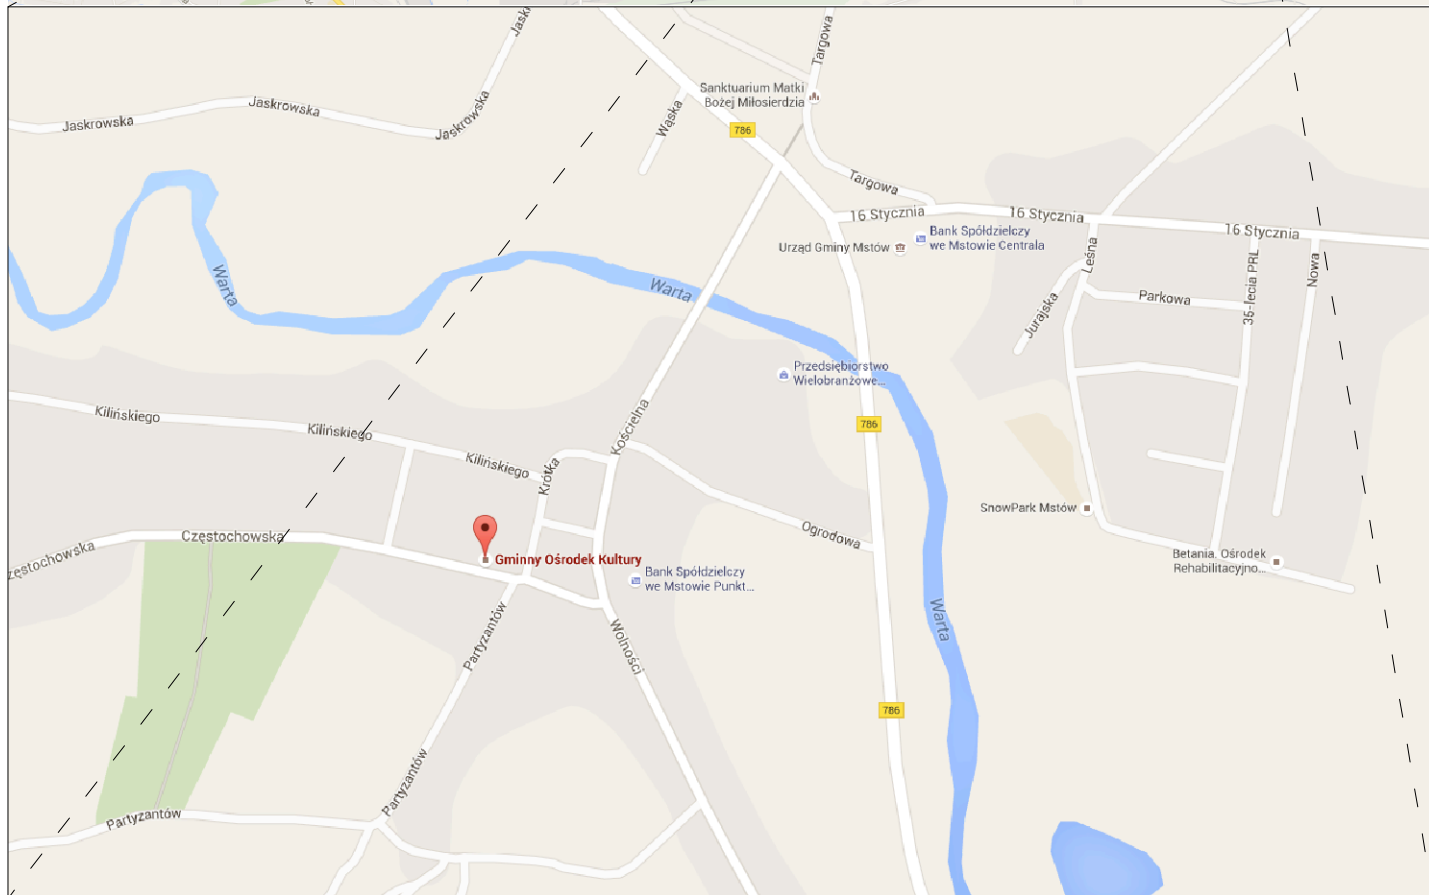 Jaskr
Targowa
Sanktuarium Matki
Bożej Miłosierdzia
Jaskrowska
Jaskrowska
Jaskrowska
Wąska
786
Targowa
16 Stycznia
16 Stycznia
16 Stycznia
Bank Spółdzielczy
we Mstowie Centrala
Urząd Gminy Mstów
Leśna
35-lecia PRL
Nowa
Warta
Warta
Parkowa
Jurajska
Przedsiębiorstwo
Wielobranżowe...
Kilińskiego
Kilińskiego
Kilińskiego
Kościelna
786
Krótka
SnowPark Mstów
Ogrodowa
Częstochowska
zęstochowska
Gminny Ośrodek Kultury
Betania. Ośrodek
Rehabilitacyjno...
Bank Spółdzielczy
we Mstowie Punkt...
Partyzantów
Wolności
Warta
786
Partyzantów
Partyzantów